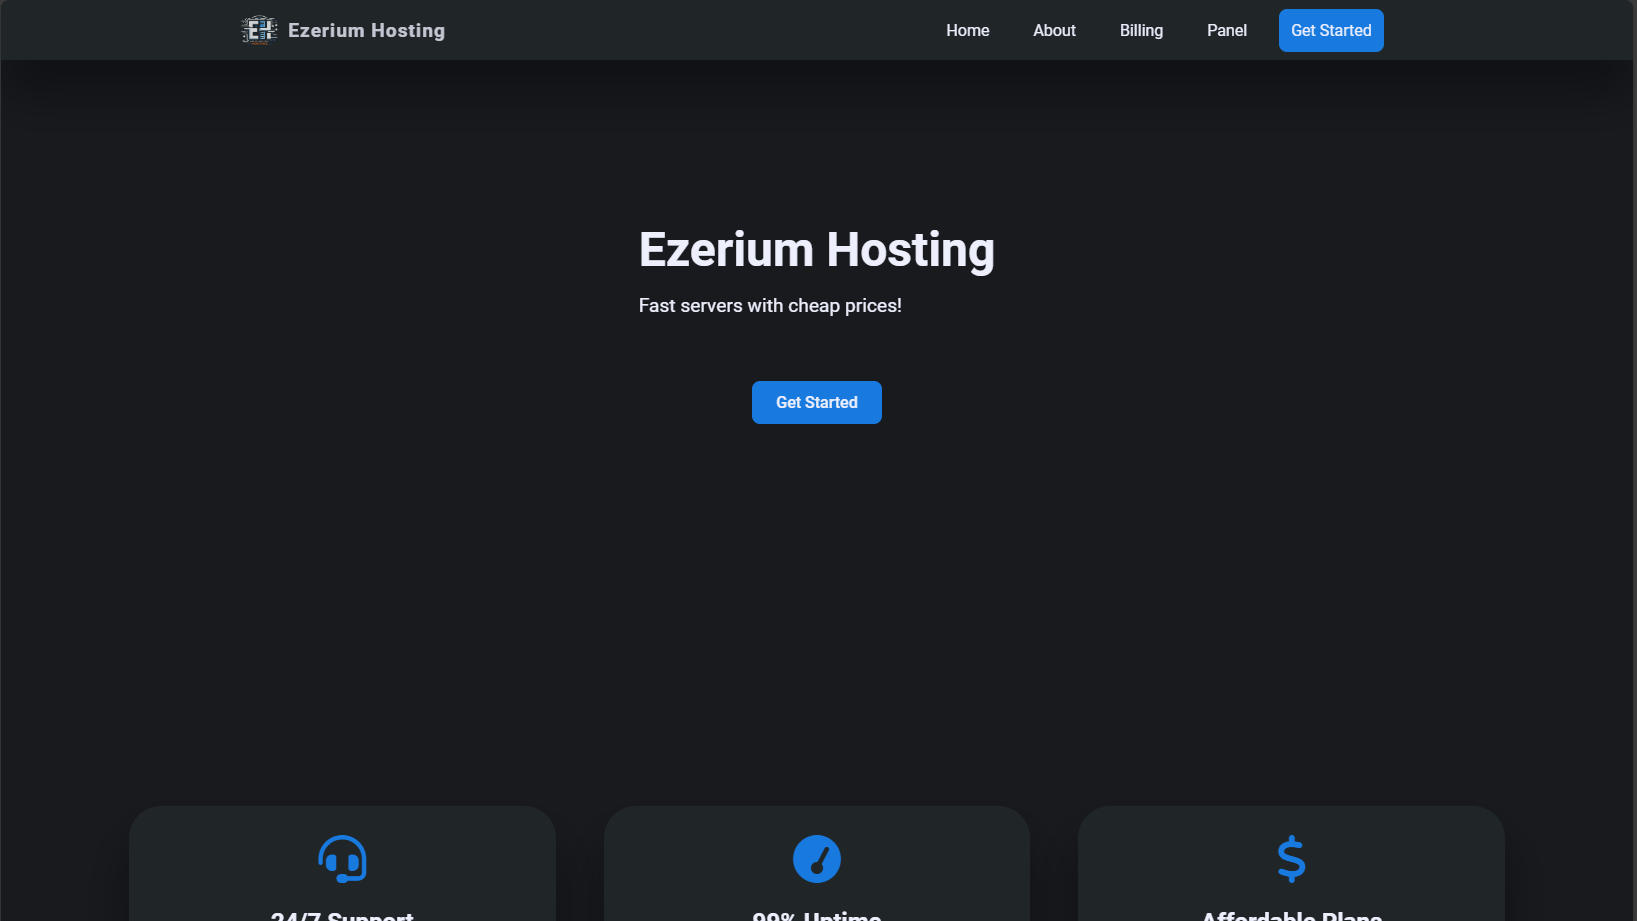 Ezerium Hosting
Home
About
Billing
Panel
Get Started
Ezerium Hosting
Fast servers with cheap prices!
Get Started
24/7 Support
99% Uptime
Affordable Plans